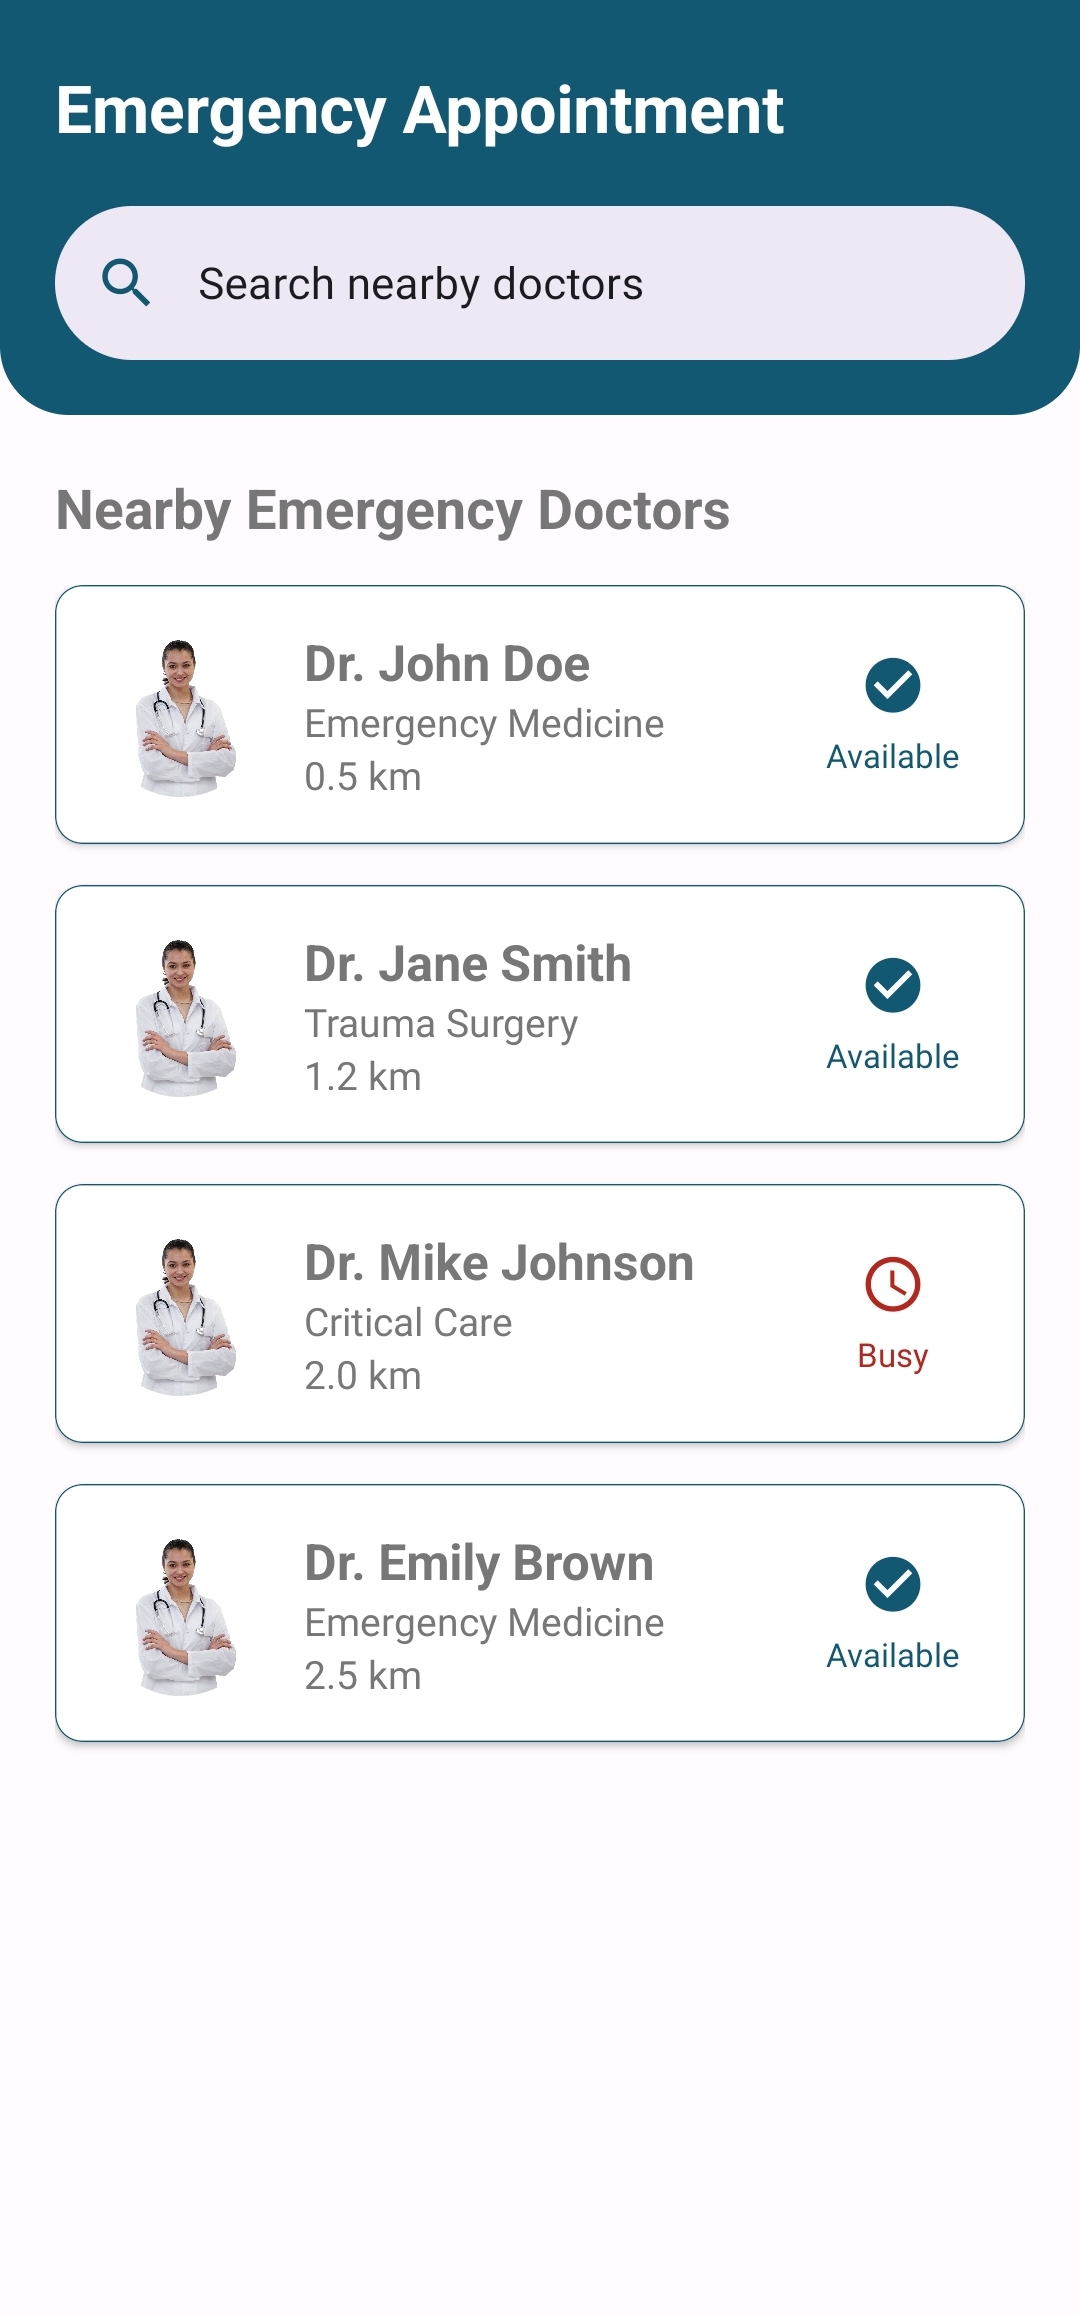 Emergency Appointment
Search nearby doctors
Nearby Emergency Doctors
Dr. John Doe
Emergency Medicine
0.5 km
Available
Dr. Jane Smith
Trauma Surgery
1.2 km
Available
Dr. Mike Johnson
Critical Care
2.0 km
Busy
Dr. Emily Brown
Emergency Medicine
2.5 km
Available